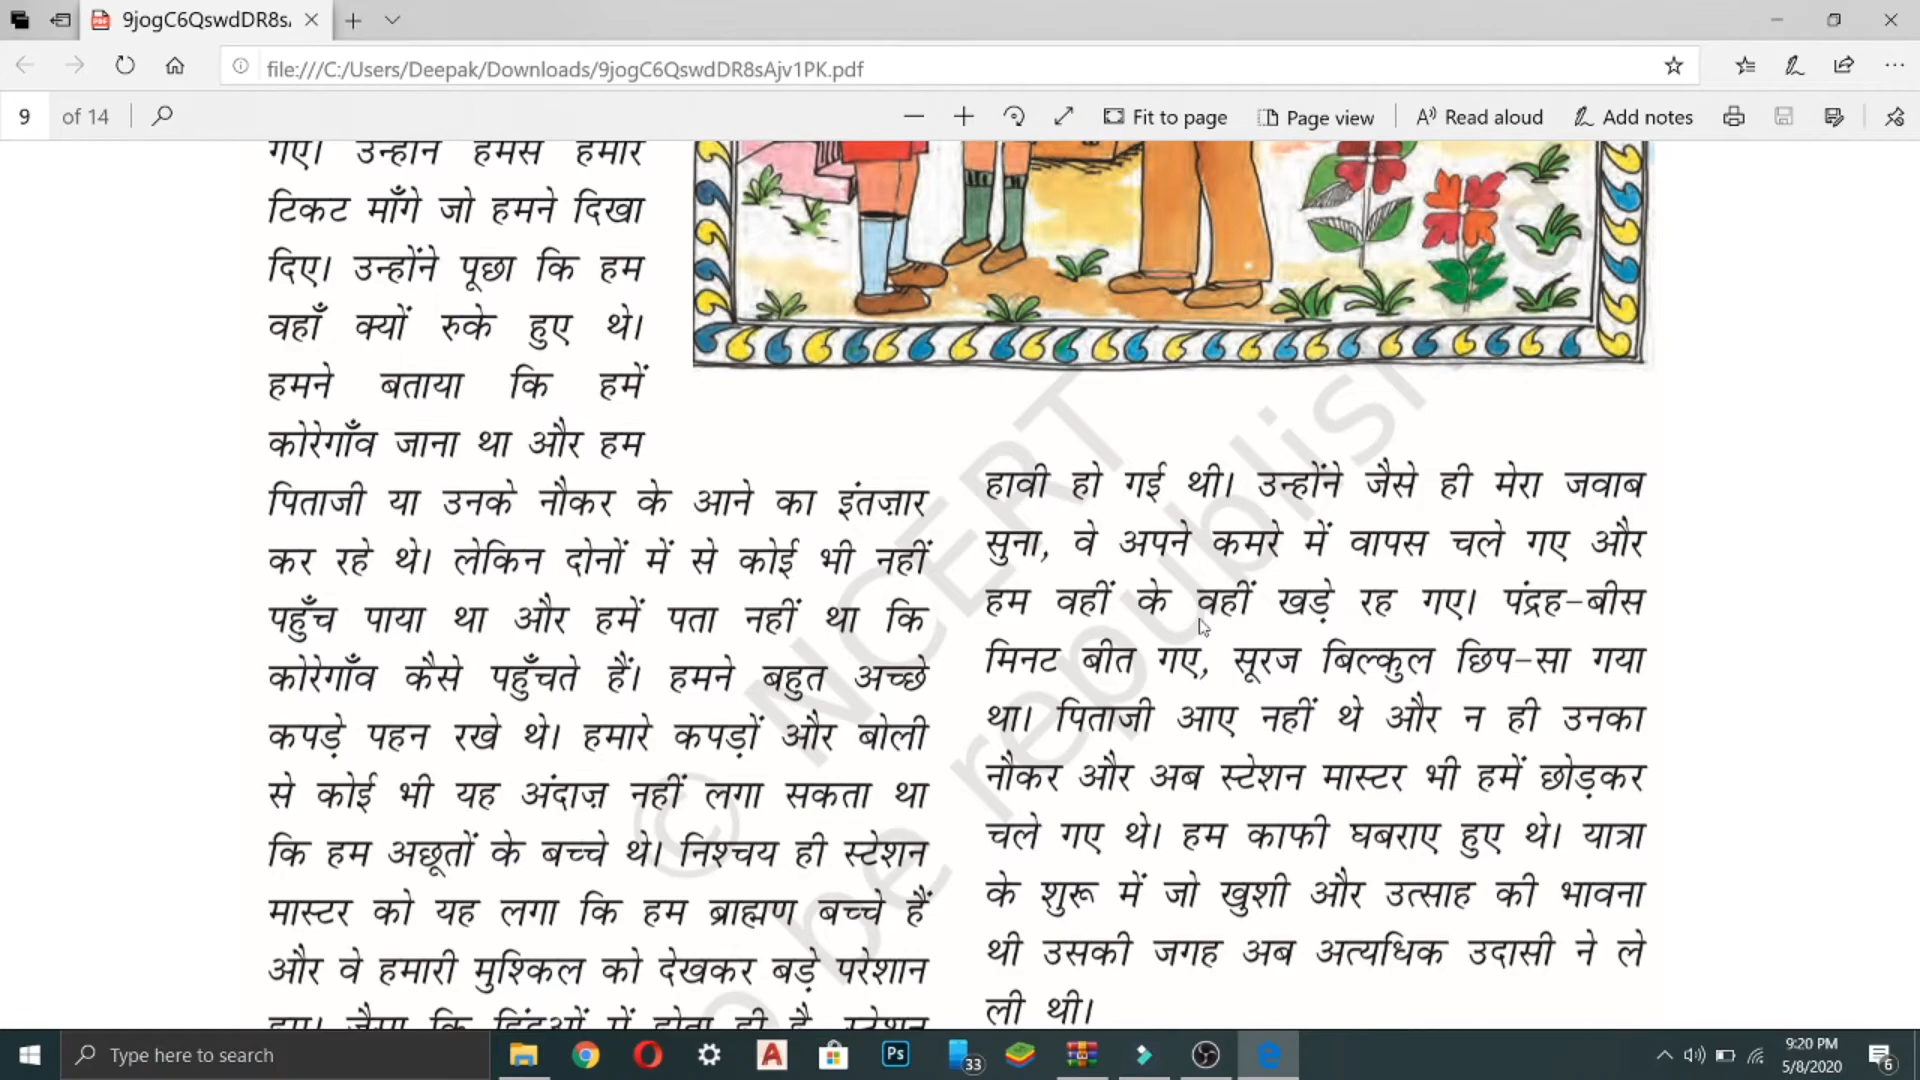 9jogC6QswdDR8s
file:///C:/Users/Deepak/Downloads/9jogC6QswdDR8sAjv1PK.pdf
9 of 14
Fit to page
Page view
Read aloud
Add notes
गए। उन्होंने हमसे हमारे
टिकट माँगे जो हमने दिखा
दिए। उन्होंने पूछा कि हम
वहाँ क्यों रुके हुए थे।
हमने बताया कि हमें
कोरेगाँव जाना था और हम
पिताजी या उनके नौकर के आने का इंतज़ार
कर रहे थे। लेकिन दोनों में से कोई भी नहीं
पहुँच पाया था और हमें पता नहीं था कि
कोरेगाँव कैसे पहुँचते हैं। हमने बहुत अच्छे
कपड़े पहन रखे थे। हमारे कपड़ों और बोली
से कोई भी यह अंदाज़ नहीं लगा सकता था
कि हम अछूतों के बच्चे थे। निश्चय ही स्टेशन
मास्टर को यह लगा कि हम ब्राह्मण बच्चे हैं
और वे हमारी मुश्किल को देखकर बड़े परेशान
हुए। जैसा कि हिंदुओं में होता ही है, स्टेशन
हावी हो गई थी। उन्होंने जैसे ही मेरा जवाब
सुना, वे अपने कमरे में वापस चले गए और
हम वहीं के वहीं खड़े रह गए। पंद्रह-बीस
मिनट बीत गए, सूरज बिल्कुल छिप-सा गया
था। पिताजी आए नहीं थे और न ही उनका
नौकर और अब स्टेशन मास्टर भी हमें छोड़कर
चले गए थे। हम काफी घबराए हुए थे। यात्रा
के शुरू में जो खुशी और उत्साह की भावना
थी उसकी जगह अब अत्यधिक उदासी ने ले
ली थी।
© NCERT
be republish
Type here to search
33
9:20 PM
5/8/2020
6